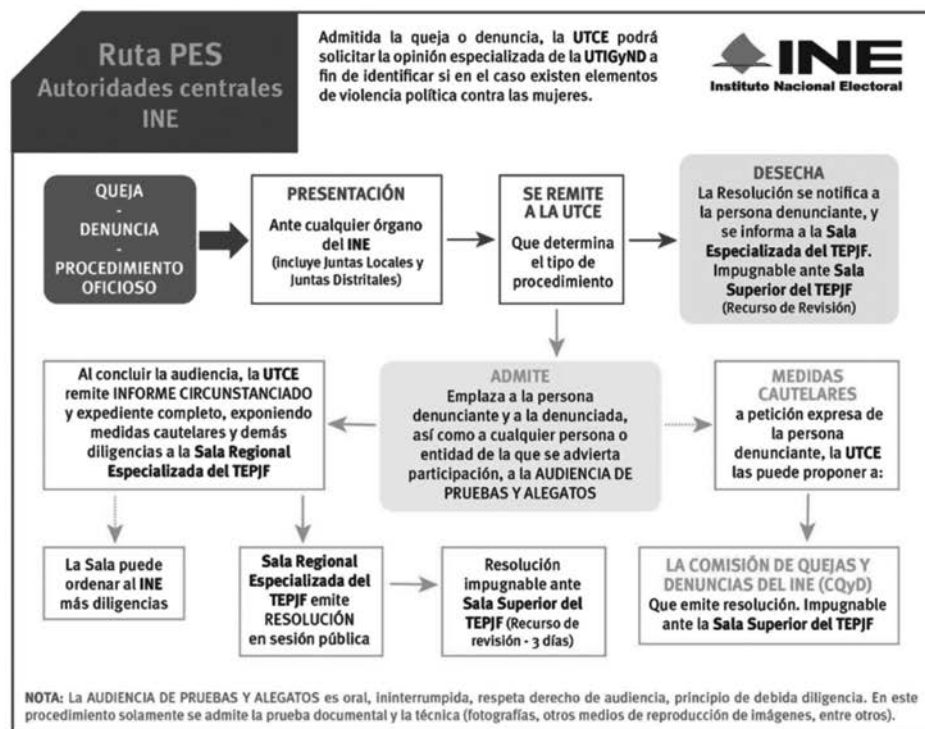 Ruta PES
Autoridades centrales
INE
Admitida la queja o denuncia, la UTCE podrá
solicitar la opinión especializada de la UTIGyND a
fin de identificar si en el caso existen elementos
de violencia política contra las mujeres.
INE
Instituto Nacional Electoral
QUEJA
-
DENUNCIA
-
PROCEDIMIENTO
OFICIOSO
PRESENTACIÓN
Ante cualquier órgano
del INE
(incluye Juntas Locales y
Juntas Distritales)
SE REMITE
A LA UTCE
Que determina
el tipo de
procedimiento
DESECHA
La Resolución se notifica a
la persona denunciante, y
se informa a la Sala
Especializada del TEPJF.
Impugnable ante Sala
Superior del TEPJF
(Recurso de Revisión)
Al concluir la audiencia, la UTCE
remite INFORME CIRCUNSTANCIADO
y expediente completo, exponiendo
medidas cautelares y demás
diligencias a la Sala Regional
Especializada del TEPJF
ADMITE
Emplaza a la persona
denunciante y a la denunciada,
así como a cualquier persona o
entidad de la que se advierta
participación, a la AUDIENCIA DE
PRUEBAS Y ALEGATOS
MEDIDAS
CAUTELARES
a petición expresa de
la persona
denunciante, la UTCE
las puede proponer a:
La Sala puede
ordenar al INE
más diligencias
Sala Regional
Especializada del
TEPJF emite
RESOLUCIÓN
en sesión pública
Resolución
impugnable ante
Sala Superior del
TEPJF (Recurso de
revisión - 3 días)
LA COMISIÓN DE QUEJAS Y
DENUNCIAS DEL INE (CQyD)
Que emite resolución. Impugnable
ante la Sala Superior del TEPJF
NOTA: La AUDIENCIA DE PRUEBAS Y ALEGATOS es oral, ininterrumpida, respeta derecho de audiencia, principio de debida diligencia. En este
procedimiento solamente se admite la prueba documental y la técnica (fotografías, otros medios de reproducción de imágenes, entre otros).